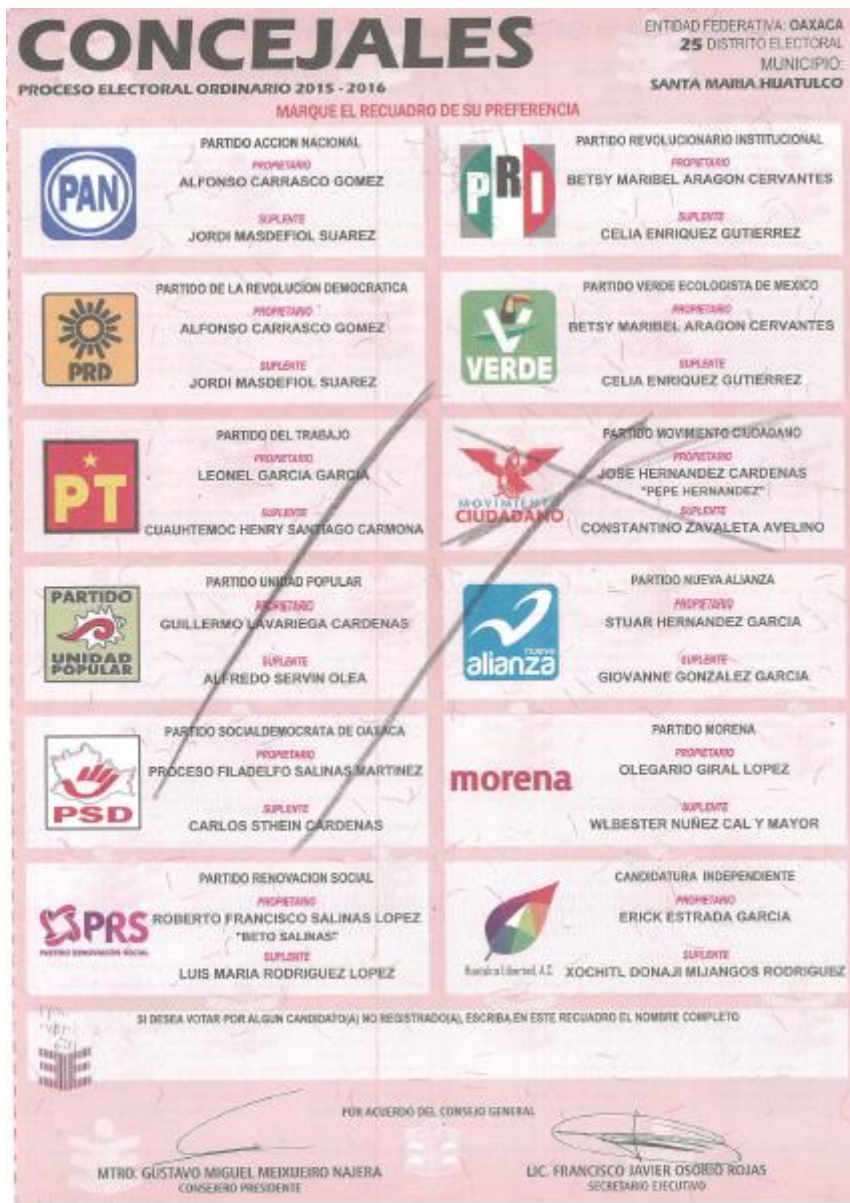 CONCEJALES
PROCESO ELECTORAL ORDINARIO 2015 - 2016
ENTIDAD FEDERATIVA: OAXACA
25 DISTRITO ELECTORAL
MUNICIPIO:
SANTA MARIA HUATULCO
MARQUE EL RECUADRO DE SU PREFERENCIA
PAN
PARTIDO ACCION NACIONAL
PROPIETARIO
ALFONSO CARRASCO GOMEZ
SUPLENTE
JORDI MASDEFIOL SUAREZ
PRI
PARTIDO REVOLUCIONARIO INSTITUCIONAL
PROPIETARIO
BETSY MARIBEL ARAGON CERVANTES
SUPLENTE
CELIA ENRIQUEZ GUTIERREZ
PRD
PARTIDO DE LA REVOLUCION DEMOCRATICA
PROPIETARIO
ALFONSO CARRASCO GOMEZ
SUPLENTE
JORDI MASDEFIOL SUAREZ
VERDE
PARTIDO VERDE ECOLOGISTA DE MEXICO
PROPIETARIO
BETSY MARIBEL ARAGON CERVANTES
SUPLENTE
CELIA ENRIQUEZ GUTIERREZ
PT
PARTIDO DEL TRABAJO
PROPIETARIO
LEONEL GARCIA GARCIA
SUPLENTE
CUAUHTEMOC HENRY SANTIAGO CARMONA
MOVIMIENTO
CIUDADANO
PARTIDO MOVIMIENTO CIUDADANO
PROPIETARIO
JOSE HERNANDEZ CARDENAS
"PEPE HERNANDEZ"
SUPLENTE
CONSTANTINO ZAVALETA AVELINO
PARTIDO
UNIDAD
POPULAR
PARTIDO UNIDAD POPULAR
PROPIETARIO
GUILLERMO LAVARIEGA CARDENAS
SUPLENTE
ALFREDO SERVIN OLEA
nueva
alianza
PARTIDO NUEVA ALIANZA
PROPIETARIO
STUAR HERNANDEZ GARCIA
SUPLENTE
GIOVANNE GONZALEZ GARCIA
PSD
PARTIDO SOCIALDEMOCRATA DE OAXACA
PROPIETARIO
PROCESO FILADELFO SALINAS MARTINEZ
SUPLENTE
CARLOS STHEIN CARDENAS
morena
PARTIDO MORENA
PROPIETARIO
OLEGARIO GIRAL LOPEZ
SUPLENTE
WLBESTER NUÑEZ CAL Y MAYOR
PRS
PARTIDO RENOVACIÓN SOCIAL
PARTIDO RENOVACION SOCIAL
PROPIETARIO
ROBERTO FRANCISCO SALINAS LOPEZ
"BETO SALINAS"
SUPLENTE
LUIS MARIA RODRIGUEZ LOPEZ
Huatulco Libertad, A.C.
CANDIDATURA INDEPENDIENTE
PROPIETARIO
ERICK ESTRADA GARCIA
SUPLENTE
XOCHITL DONAJI MIJANGOS RODRIGUEZ
SI DESEA VOTAR POR ALGUN CANDIDATO(A) NO REGISTRADO(A), ESCRIBA EN ESTE RECUADRO EL NOMBRE COMPLETO
POR ACUERDO DEL CONSEJO GENERAL
MTRO. GUSTAVO MIGUEL MEIXUEIRO NAJERA
CONSEJERO PRESIDENTE
LIC. FRANCISCO JAVIER OSORIO ROJAS
SECRETARIO EJECUTIVO